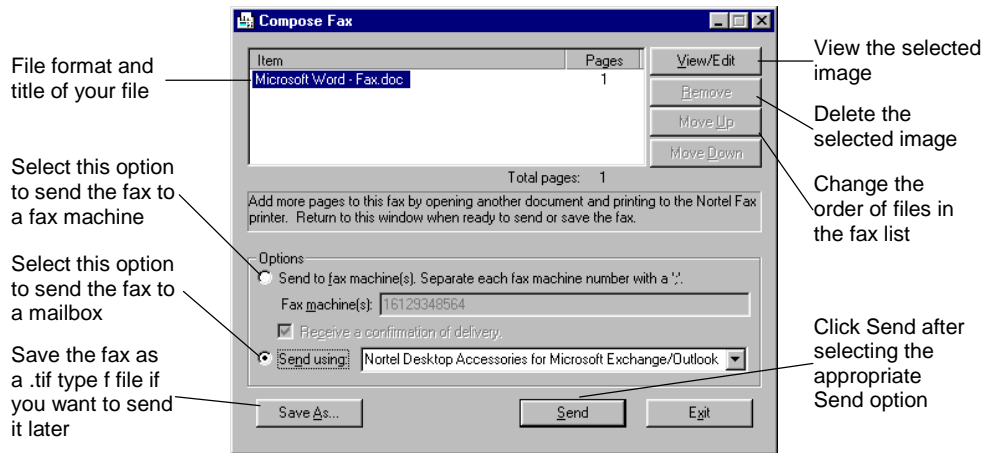 Compose Fax
File format and
title of your file
Item Pages
Microsoft Word - Fax.doc 1
View/Edit
Remove
Move Up
Move Down
View the selected
image
Delete the
selected image
Change the
order of files in
the fax list
Total pages: 1
Add more pages to this fax by opening another document and printing to the Nortel Fax
printer. Return to this window when ready to send or save the fax.
Select this option
to send the fax to
a fax machine
Options
Send to fax machine(s). Separate each fax machine number with a ';'.
Fax machine(s): 16129348564
Receive a confirmation of delivery.
Select this option
to send the fax to
a mailbox
Send using: Nortel Desktop Accessories for Microsoft Exchange/Outlook
Save the fax as
a .tif type f file if
you want to send
it later
Save As...
Send
Exit
Click Send after
selecting the
appropriate
Send option